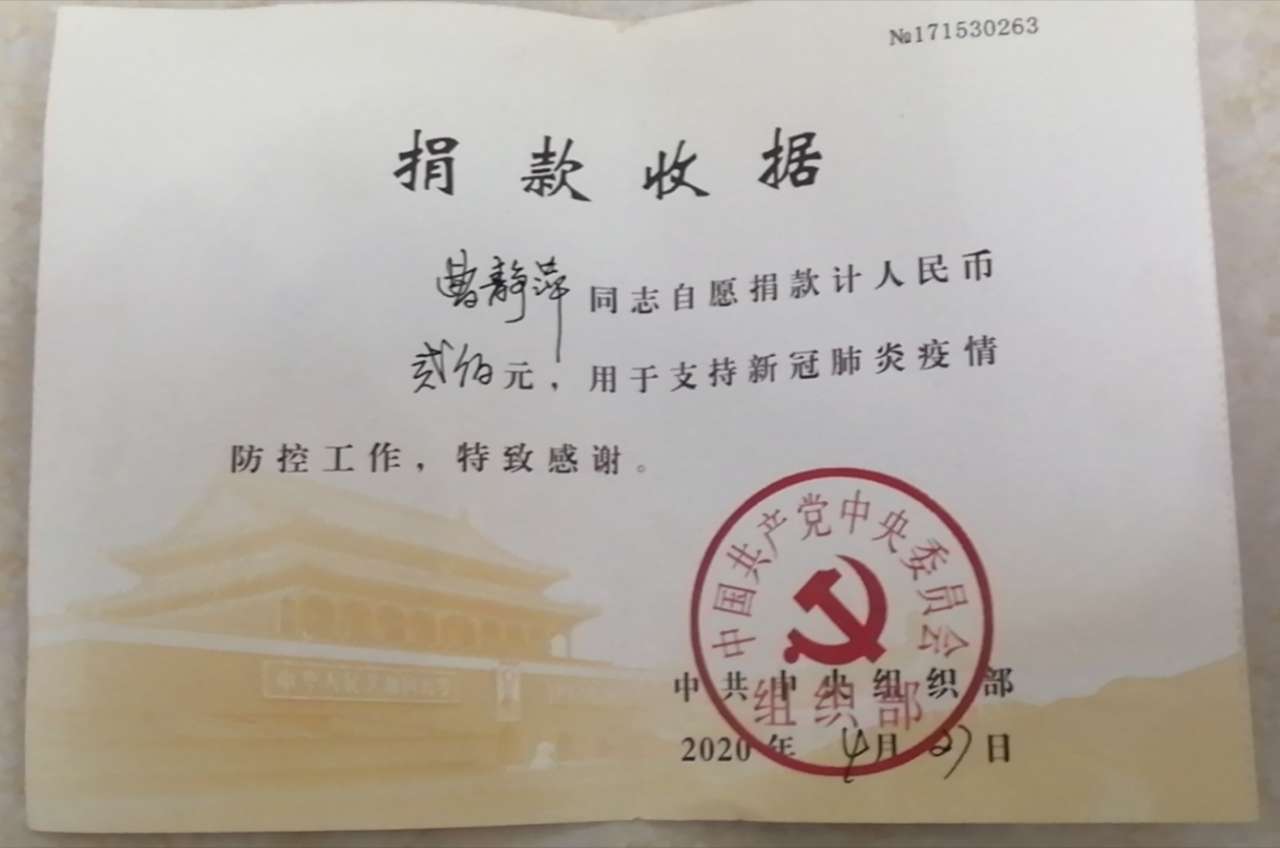 №171530263
捐款收据
曹静萍同志自愿捐款计人民币
贰佰元，用于支持新冠肺炎疫情
防控工作，特致感谢。
中国共产党中央委员会
组织部
中共中央组织部
2020年4月27日